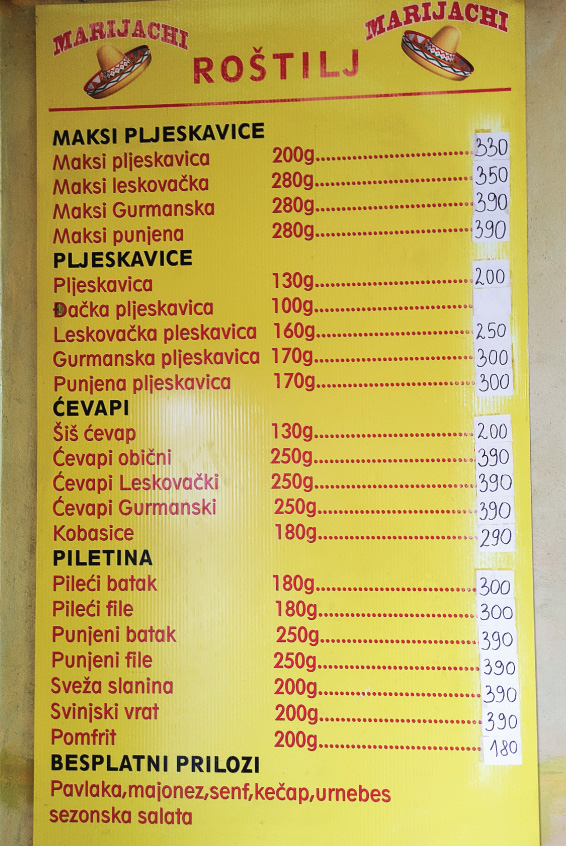 MARIJACHI
MARIJACHI
ROŠTILJ
MAKSI PLJESKAVICE
Maksi pljeskavica 200g 330
Maksi leskovačka 280g 350
Maksi Gurmanska 280g 390
Maksi punjena 280g 390
PLJESKAVICE
Pljeskavica 130g 200
Đačka pljeskavica 100g
Leskovačka pleskavica 160g 250
Gurmanska pljeskavica 170g 300
Punjena pljeskavica 170g 300
ĆEVAPI
Šiš ćevap 130g 200
Ćevapi obični 250g 390
Ćevapi Leskovački 250g 390
Ćevapi Gurmanski 250g 390
Kobasice 180g 290
PILETINA
Pileći batak 180g 300
Pileći file 180g 300
Punjeni batak 250g 390
Punjeni file 250g 390
Sveža slanina 200g 390
Svinjski vrat 200g 390
Pomfrit 200g 180
BESPLATNI PRILOZI
Pavlaka,majonez,senf,kečap,urnebes
sezonska salata